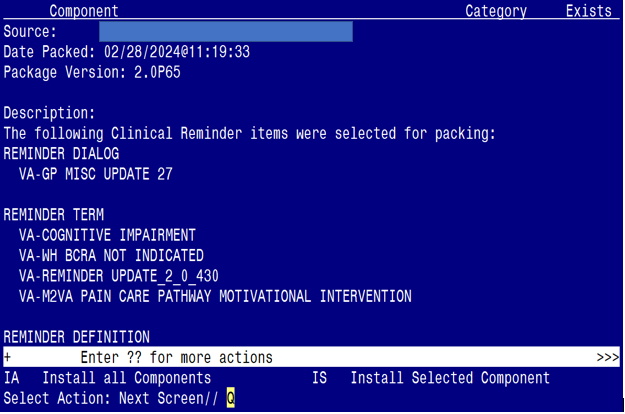 Component Category Exists
Source:
Date Packed: 02/28/2024@11:19:33
Package Version: 2.0P65
Description:
The following Clinical Reminder items were selected for packing:
REMINDER DIALOG
VA-GP MISC UPDATE 27
REMINDER TERM
VA-COGNITIVE IMPAIRMENT
VA-WH BCRA NOT INDICATED
VA-REMINDER UPDATE_2_0_430
VA-M2VA PAIN CARE PATHWAY MOTIVATIONAL INTERVENTION
REMINDER DEFINITION
+ Enter ?? for more actions >>>
IA Install all Components IS Install Selected Component
Select Action: Next Screen// Q